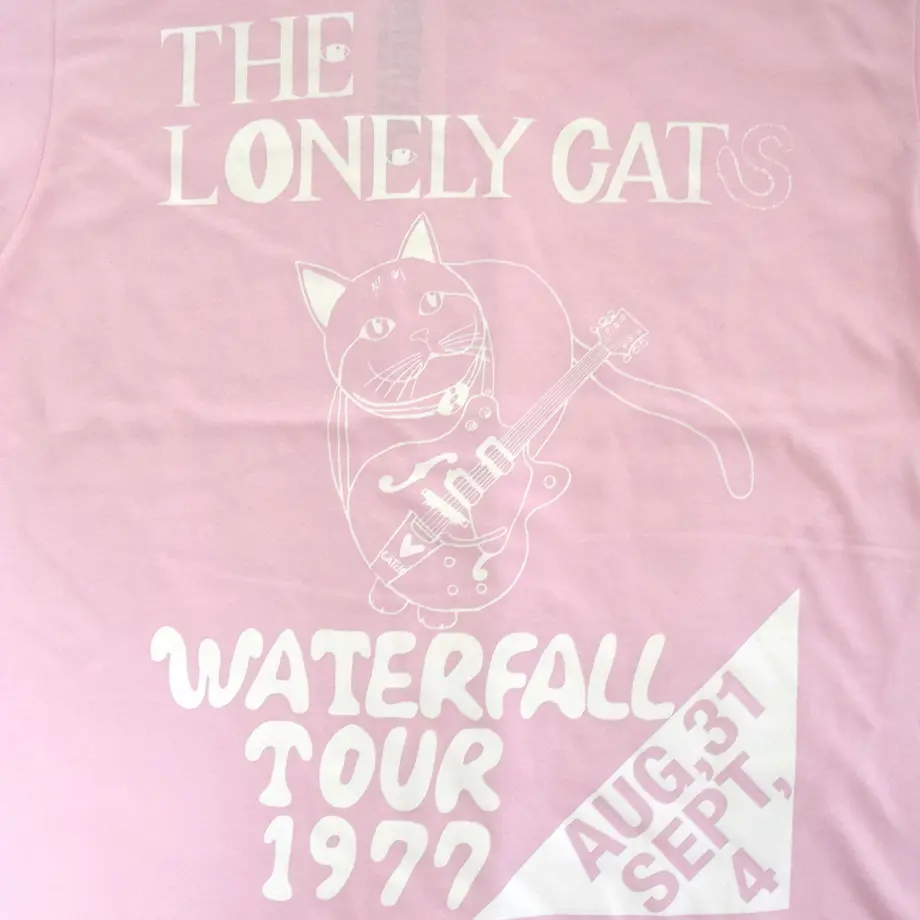 THE
LONELY CATS
WATERFALL
TOUR
1977
AUG,31
SEPT,
4